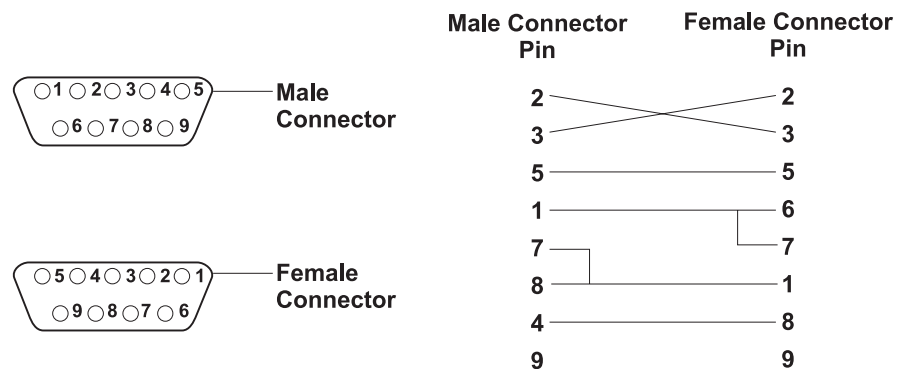 1 2 3 4 5
6 7 8 9
Male
Connector
5 4 3 2 1
9 8 7 6
Female
Connector
Male Connector Female Connector
Pin Pin
2 2
3 3
5 5
1 6
7 7
8 1
4 8
9 9